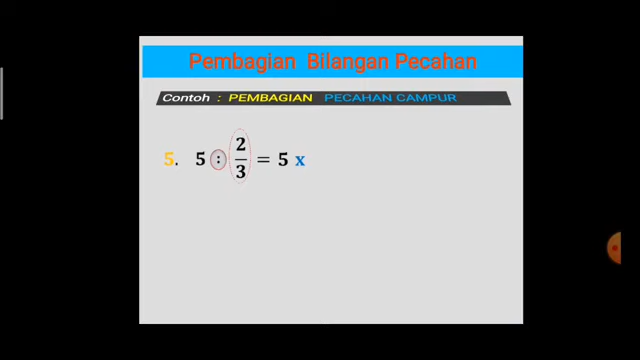 Pembagian Bilangan Pecahan
Contoh : PEMBAGIAN PECAHAN CAMPUR
5. 5 : 2/3 = 5 x